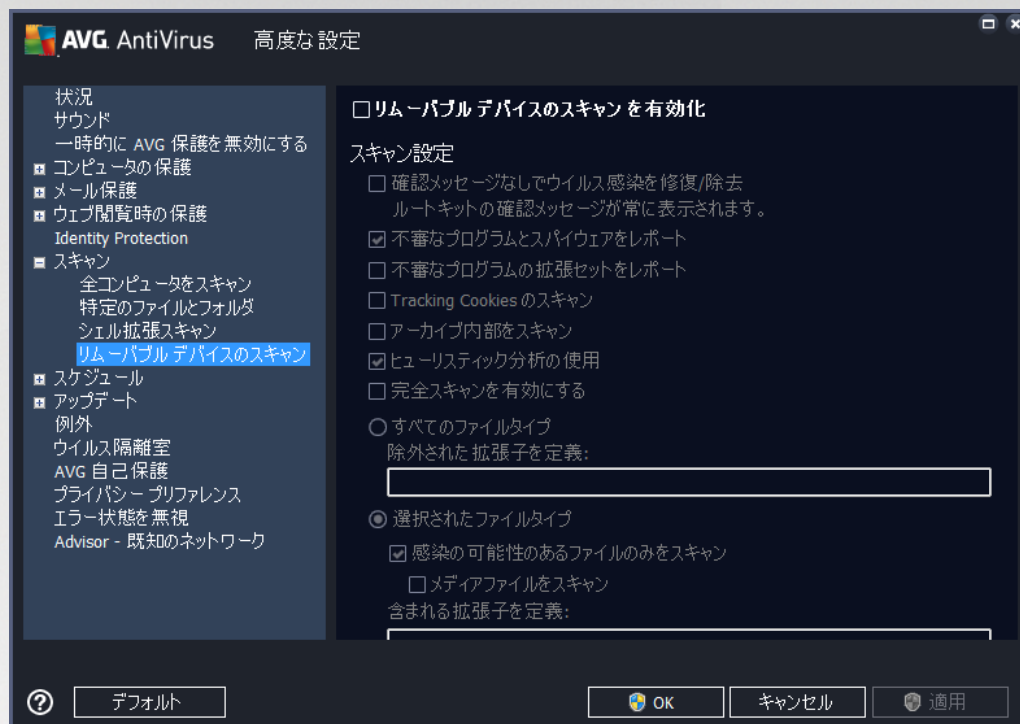 AVG AntiVirus 高度な設定
状況
サウンド
一時的に AVG 保護を無効にする
コンピュータの保護
メール保護
ウェブ閲覧時の保護
Identity Protection
スキャン
全コンピュータをスキャン
特定のファイルとフォルダ
シェル拡張スキャン
リムーバブル デバイスのスキャン
スケジュール
アップデート
例外
ウイルス隔離室
AVG 自己保護
プライバシー プリファレンス
エラー状態を無視
Advisor - 既知のネットワーク
リムーバブル デバイスのスキャン を有効化
スキャン設定
確認メッセージなしでウイルス感染を修復/除去
ルートキットの確認メッセージが常に表示されます。
不審なプログラムとスパイウェアをレポート
不審なプログラムの拡張セットをレポート
Tracking Cookies のスキャン
アーカイブ内部をスキャン
ヒューリスティック分析の使用
完全スキャンを有効にする
すべてのファイルタイプ
除外された拡張子を定義:
選択されたファイルタイプ
感染の可能性のあるファイルのみをスキャン
メディアファイルをスキャン
含まれる拡張子を定義:
? デフォルト
OK
キャンセル
適用